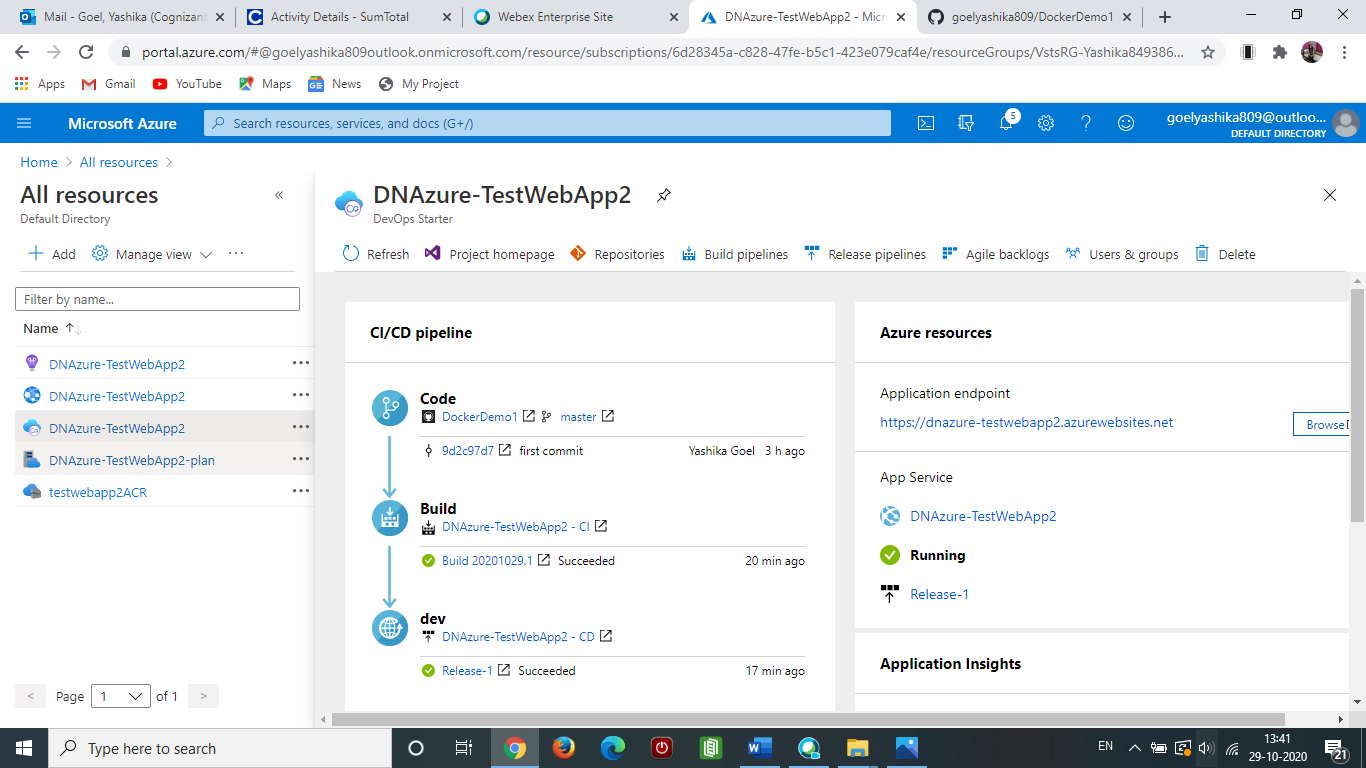 Mail - Goel, Yashika (Cognizant
Activity Details - SumTotal
Webex Enterprise Site
DNAzure-TestWebApp2 - Micr
goelyashika809/DockerDemo1
portal.azure.com/#@goelyashika809outlook.onmicrosoft.com/resource/subscriptions/6d28345a-c828-47fe-b5c1-423e079caf4e/resourceGroups/VstsRG-Yashika849386...
Apps
Gmail
YouTube
Maps
News
My Project
Microsoft Azure
Search resources, services, and docs (G+/)
5
goelyashika809@outloo...
DEFAULT DIRECTORY
Home > All resources >
All resources
Default Directory
Add
Manage view
Filter by name...
Name
DNAzure-TestWebApp2
DNAzure-TestWebApp2
DNAzure-TestWebApp2
DNAzure-TestWebApp2-plan
testwebapp2ACR
< Page 1 of 1 >
DNAzure-TestWebApp2
DevOps Starter
Refresh
Project homepage
Repositories
Build pipelines
Release pipelines
Agile backlogs
Users & groups
Delete
CI/CD pipeline
Code
DockerDemo1 master
9d2c97d7 first commit Yashika Goel 3 h ago
Build
DNAzure-TestWebApp2 - CI
Build 20201029.1 Succeeded 20 min ago
dev
DNAzure-TestWebApp2 - CD
Release-1 Succeeded 17 min ago
Azure resources
Application endpoint
https://dnazure-testwebapp2.azurewebsites.net
Browse
App Service
DNAzure-TestWebApp2
Running
Release-1
Application Insights
Type here to search
EN
13:41
29-10-2020
21